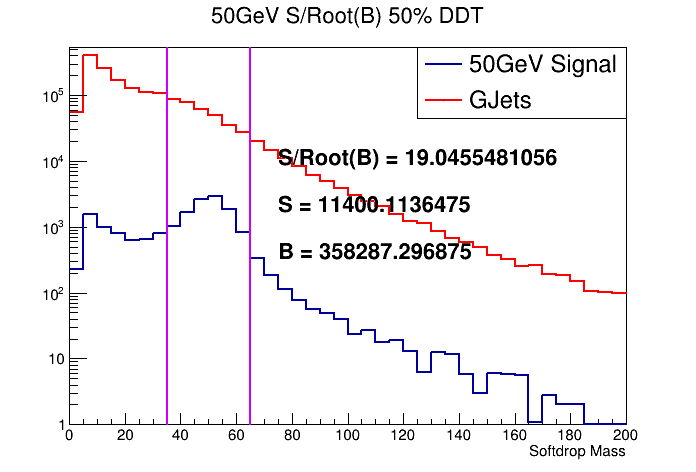 50GeV S/Root(B) 50% DDT
50GeV Signal
GJets
S/Root(B) = 19.0455481056
S = 11400.1136475
B = 358287.296875
10⁵
10⁴
10³
10²
10
1
0 20 40 60 80 100 120 140 160 180 200
Softdrop Mass